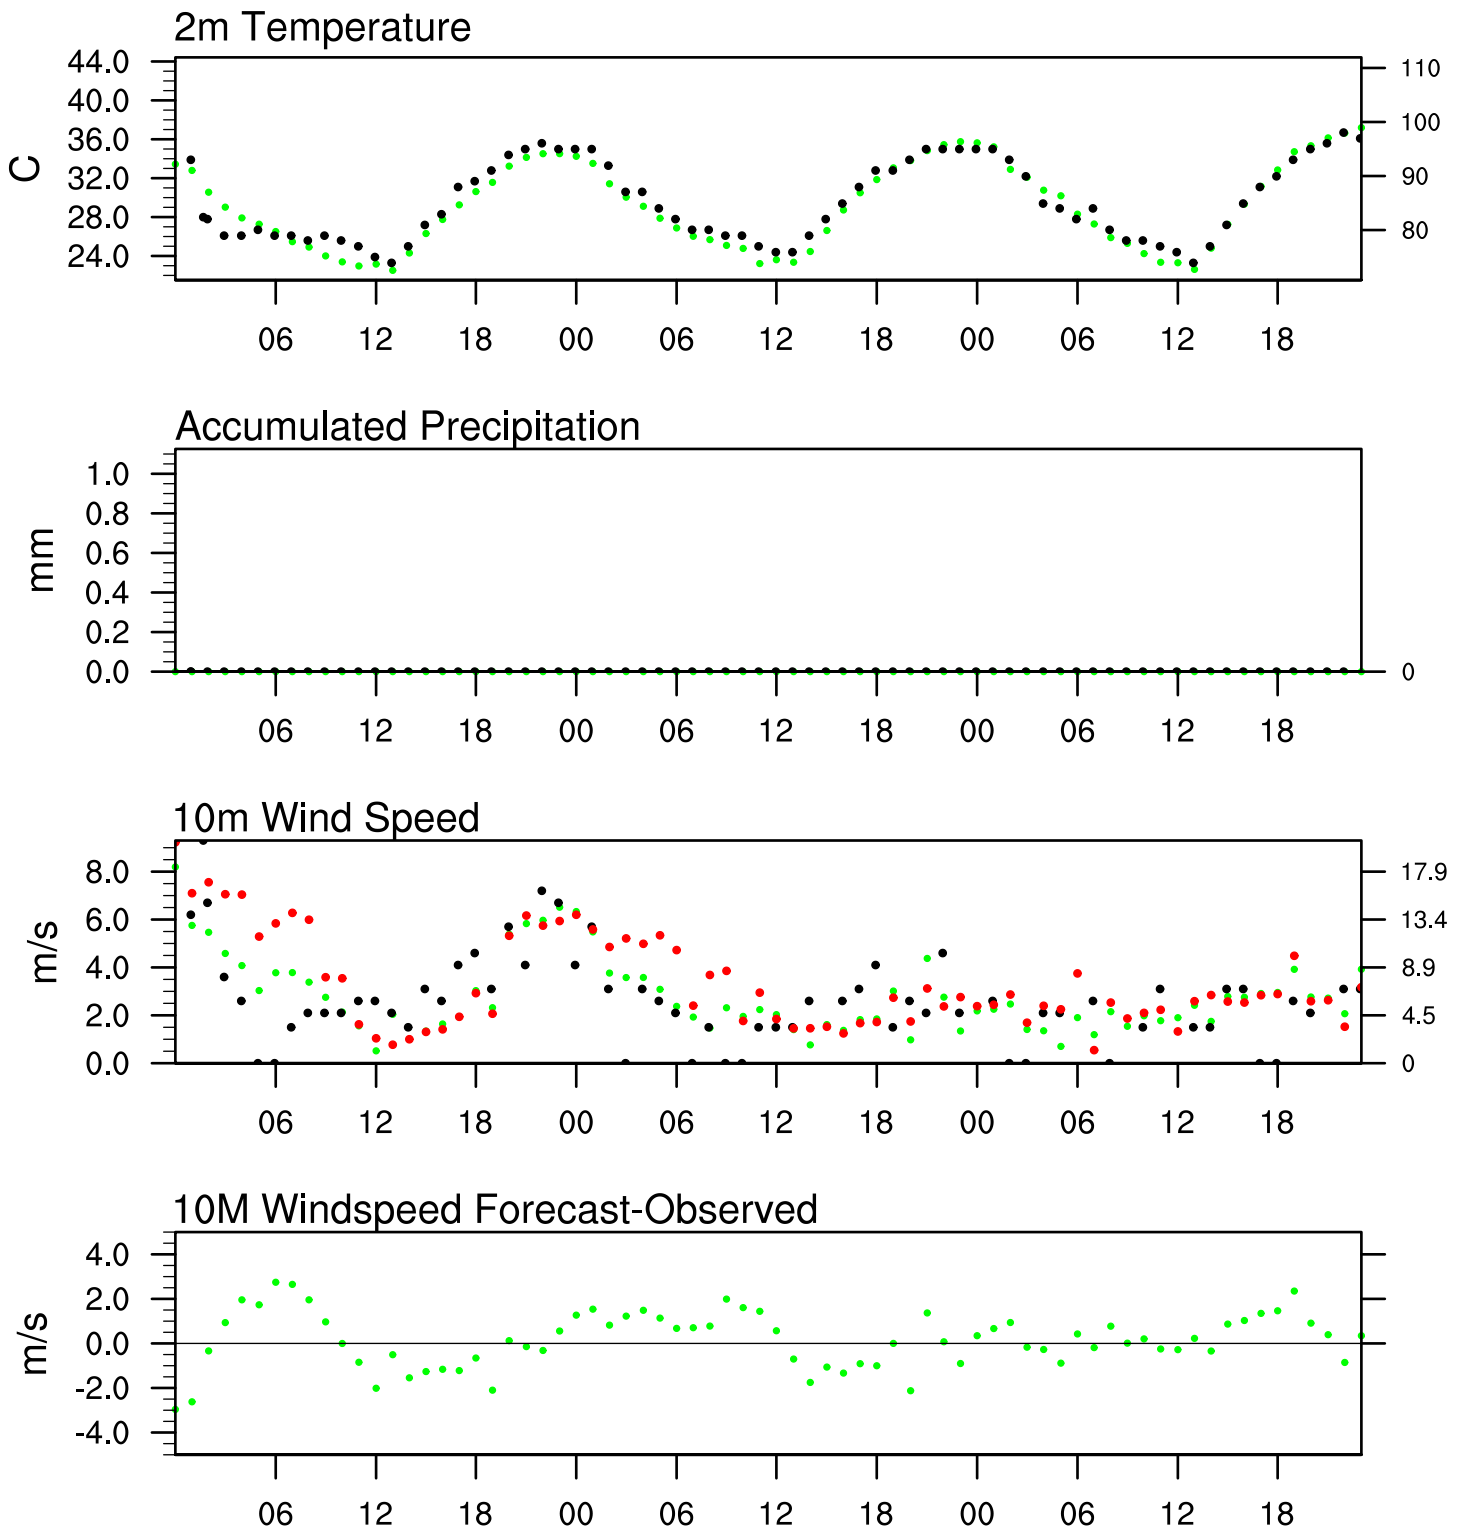 2m Temperature
44.0
40.0
36.0
32.0
28.0
24.0
C
110
100
90
80
06 12 18 00 06 12 18 00 06 12 18
Accumulated Precipitation
1.0
0.8
0.6
0.4
0.2
0.0
mm
0
06 12 18 00 06 12 18 00 06 12 18
10m Wind Speed
8.0
6.0
4.0
2.0
0.0
m/s
17.9
13.4
8.9
4.5
0
06 12 18 00 06 12 18 00 06 12 18
10M Windspeed Forecast-Observed
4.0
2.0
0.0
-2.0
-4.0
m/s
06 12 18 00 06 12 18 00 06 12 18